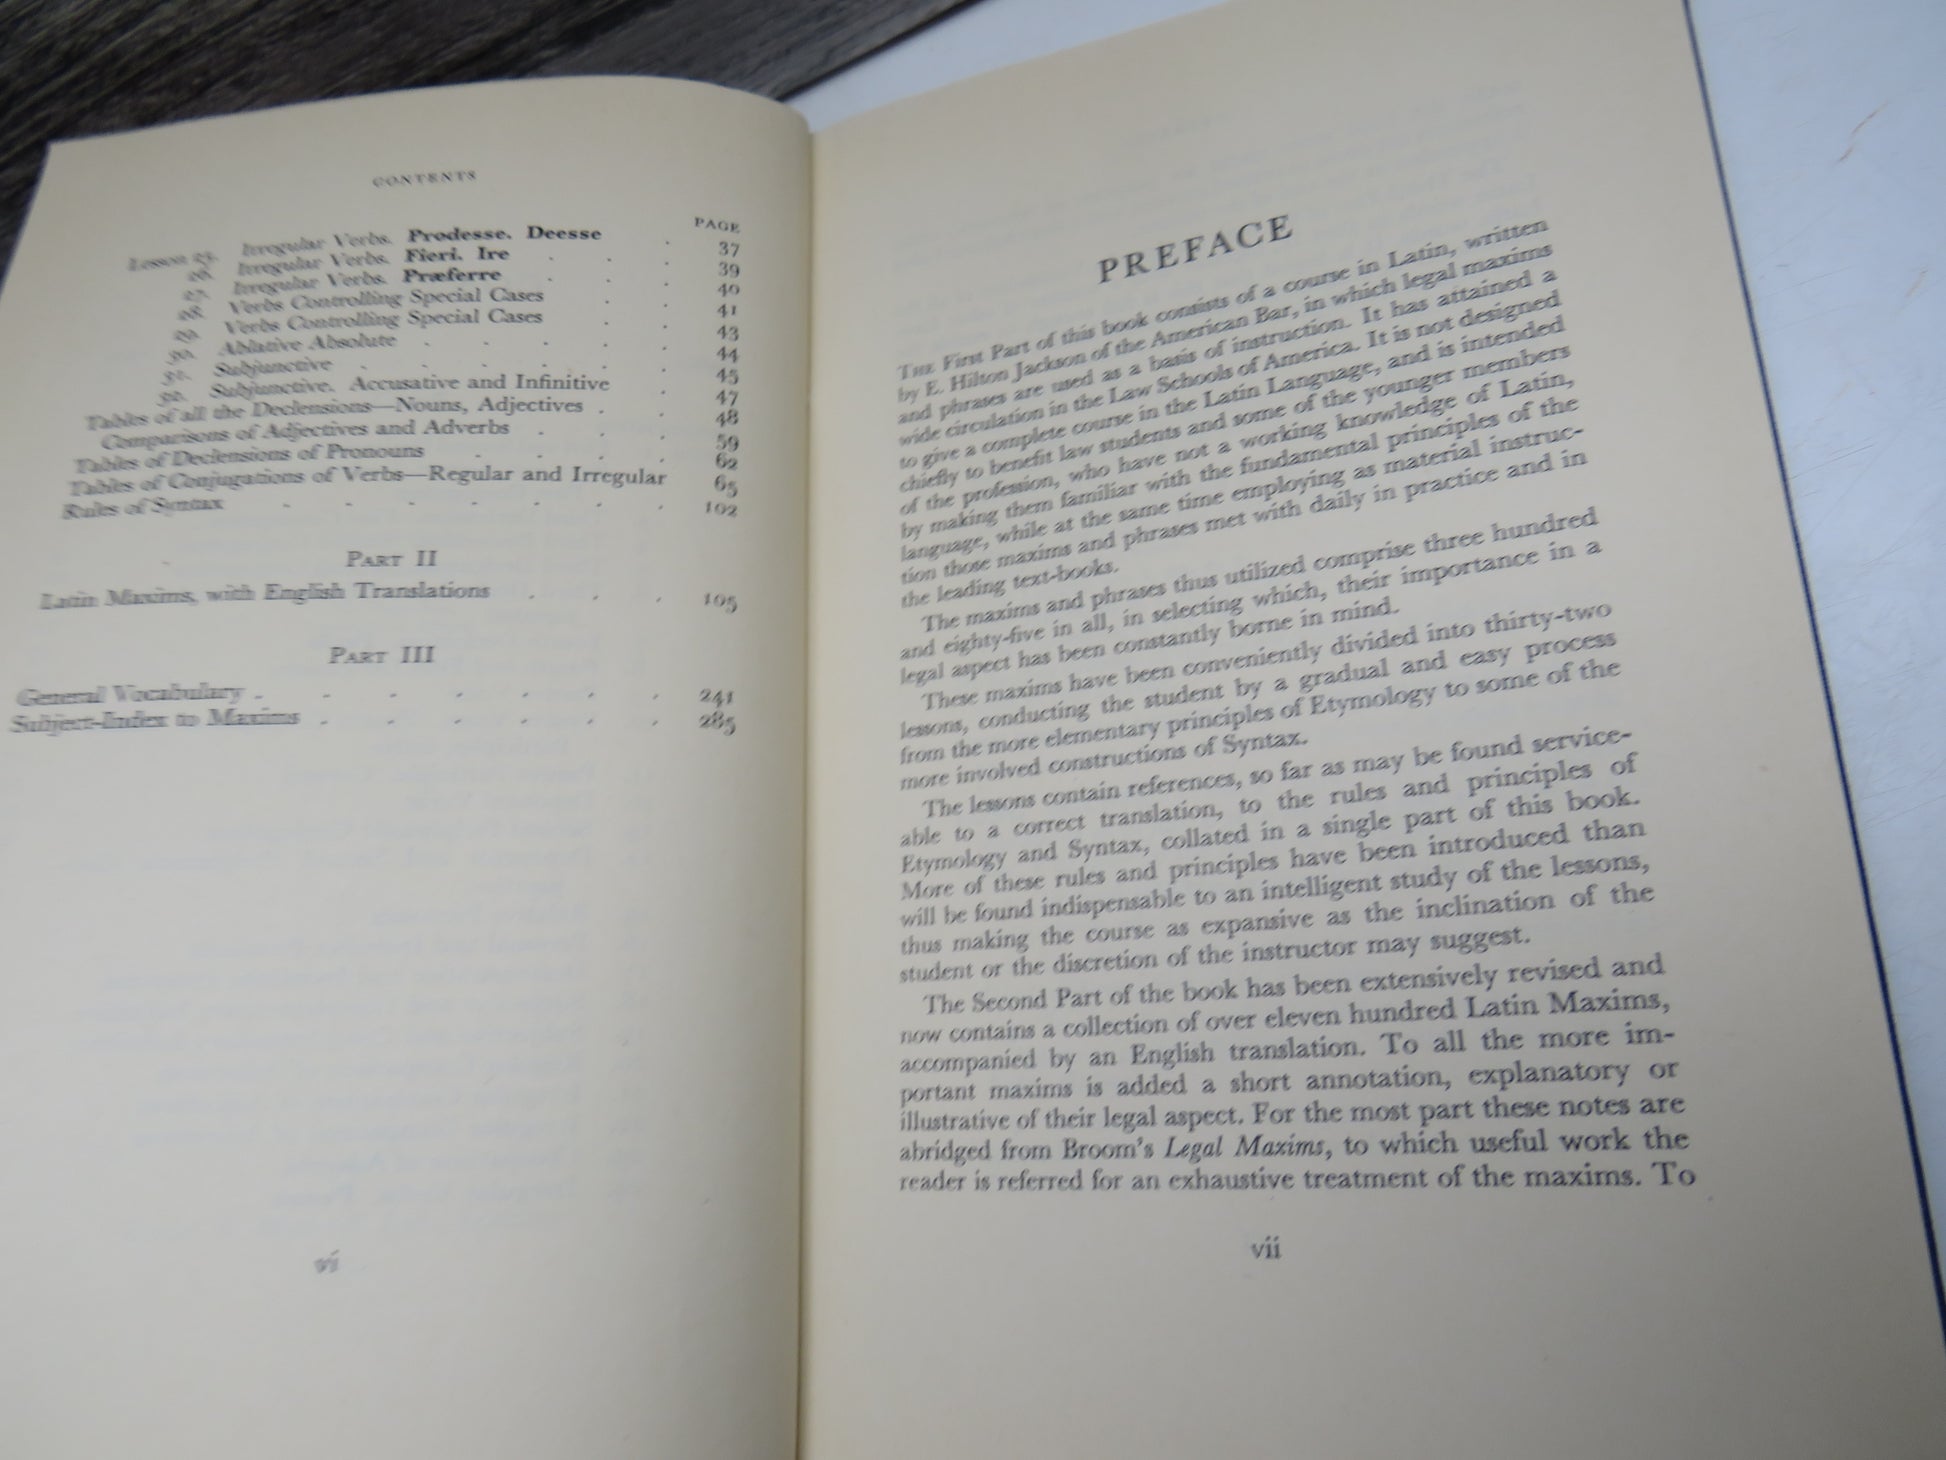 CONTENTS
PAGE
Lesson 25. Irregular Verbs. Prodesse. Deesse . 37
26. Irregular Verbs. Fieri. Ire . . . 39
27. Irregular Verbs. Præferre . . . 40
28. Verbs Controlling Special Cases . . 41
29. Verbs Controlling Special Cases . . 43
30. Ablative Absolute . . . . . 44
31. Subjunctive . . . . . . 45
32. Subjunctive. Accusative and Infinitive . 47
Tables of all the Declensions—Nouns, Adjectives . . 48
Comparisons of Adjectives and Adverbs . . . 59
Tables of Declensions of Pronouns . . . . 62
Tables of Conjugations of Verbs—Regular and Irregular 65
Rules of Syntax . . . . . . . 102
PART II
Latin Maxims, with English Translations . . . 105
PART III
General Vocabulary . . . . . . . 241
Subject-Index to Maxims . . . . . . 285
vi
PREFACE
THE First Part of this book consists of a course in Latin, written
by E. Hilton Jackson of the American Bar, in which legal maxims
and phrases are used as a basis of instruction. It has attained a
wide circulation in the Law Schools of America. It is not designed
to give a complete course in the Latin Language, and is intended
chiefly to benefit law students and some of the younger members
of the profession, who have not a working knowledge of Latin,
by making them familiar with the fundamental principles of the
language, while at the same time employing as material instruc-
tion those maxims and phrases met with daily in practice and in
the leading text-books.
The maxims and phrases thus utilized comprise three hundred
and eighty-five in all, in selecting which, their importance in a
legal aspect has been constantly borne in mind.
These maxims have been conveniently divided into thirty-two
lessons, conducting the student by a gradual and easy process
from the more elementary principles of Etymology to some of the
more involved constructions of Syntax.
The lessons contain references, so far as may be found service-
able to a correct translation, to the rules and principles of
Etymology and Syntax, collated in a single part of this book.
More of these rules and principles have been introduced than
will be found indispensable to an intelligent study of the lessons,
thus making the course as expansive as the inclination of the
student or the discretion of the instructor may suggest.
The Second Part of the book has been extensively revised and
now contains a collection of over eleven hundred Latin Maxims,
accompanied by an English translation. To all the more im-
portant maxims is added a short annotation, explanatory or
illustrative of their legal aspect. For the most part these notes are
abridged from Broom's Legal Maxims, to which useful work the
reader is referred for an exhaustive treatment of the maxims. To
vii